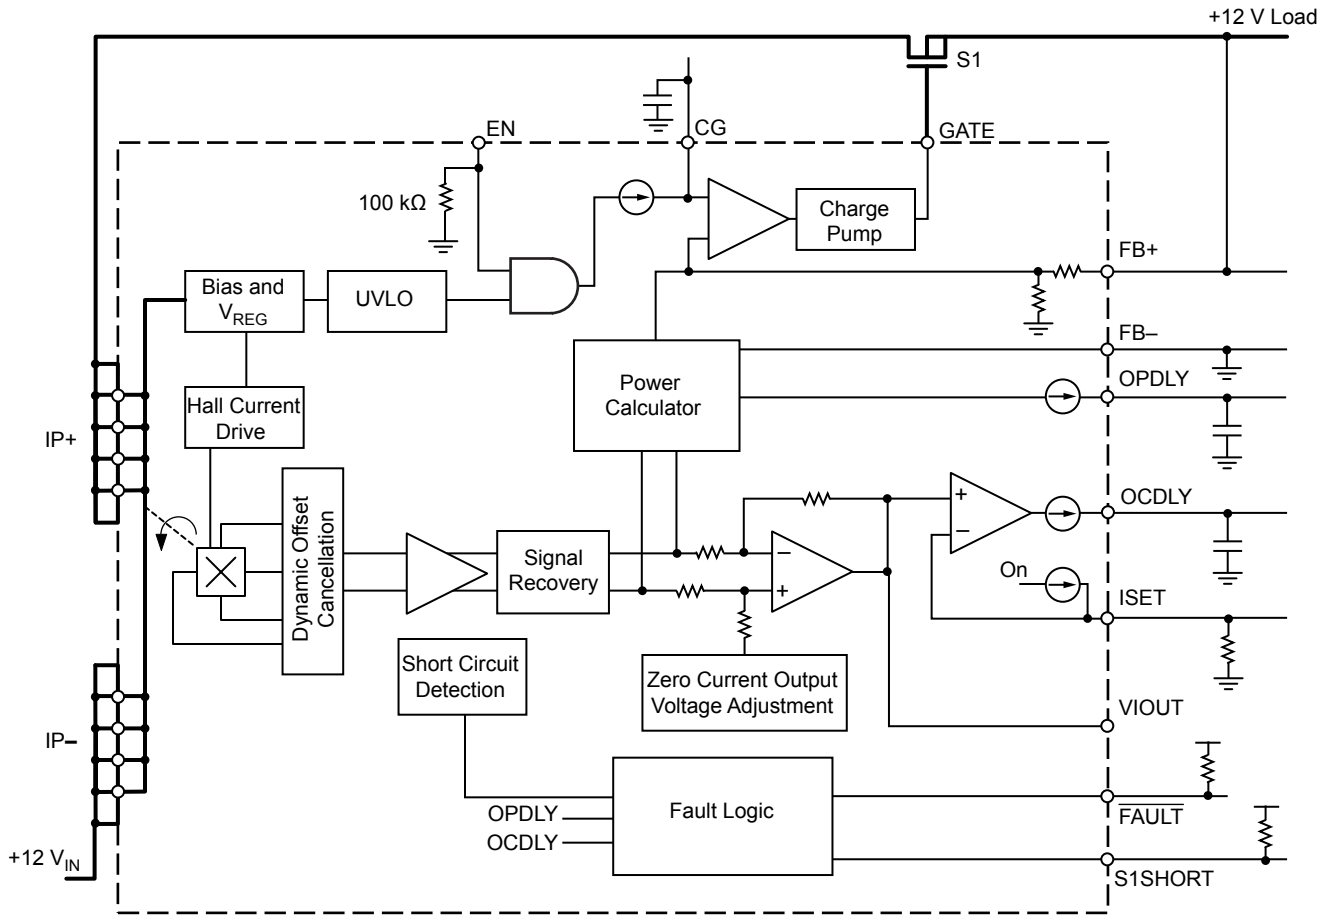 +12 V Load
S1
EN
CG
GATE
100 kΩ
Charge
Pump
FB+
Bias and
VREG
UVLO
FB–
Power
Calculator
OPDLY
Hall Current
Drive
IP+
Dynamic Offset
Cancellation
Signal
Recovery
+
–
OCDLY
–
+
On
ISET
Short Circuit
Detection
Zero Current Output
Voltage Adjustment
VIOUT
IP–
Fault Logic
OPDLY
OCDLY
FAULT
+12 VIN
S1SHORT